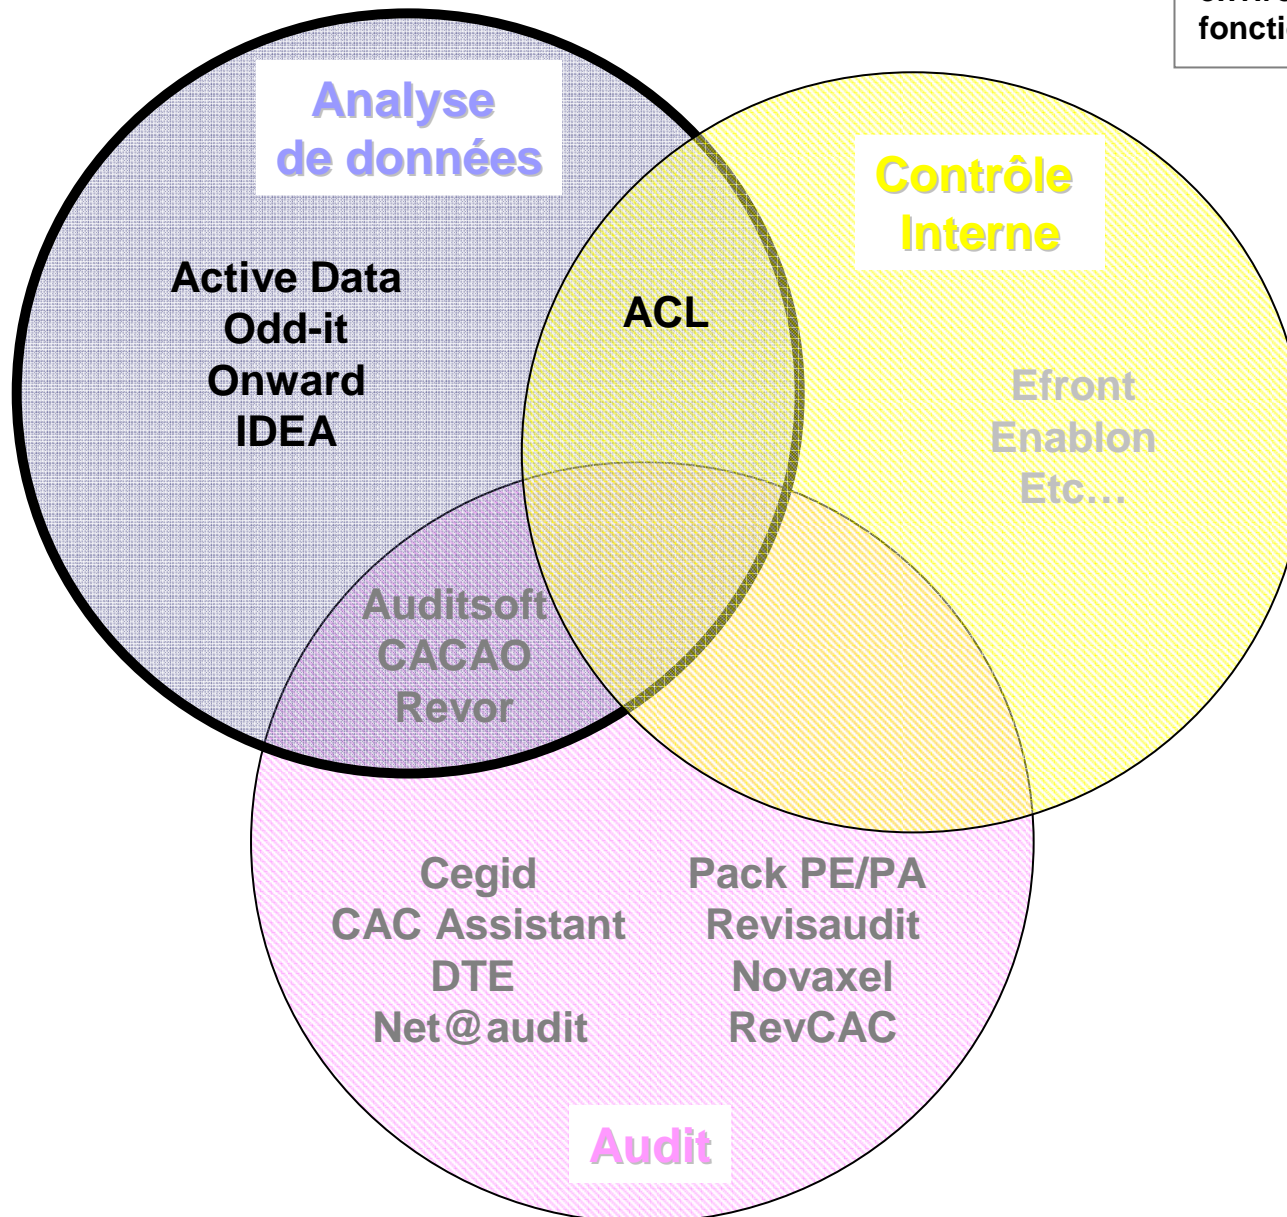 Analyse
de données
Contrôle
Interne
Active Data
Odd-it
Onward
IDEA
ACL
Efront
Enablon
Etc…
Auditsoft
CACAO
Revor
Cegid
CAC Assistant
DTE
Net@audit
Pack PE/PA
Revisaudit
Novaxel
RevCAC
Audit